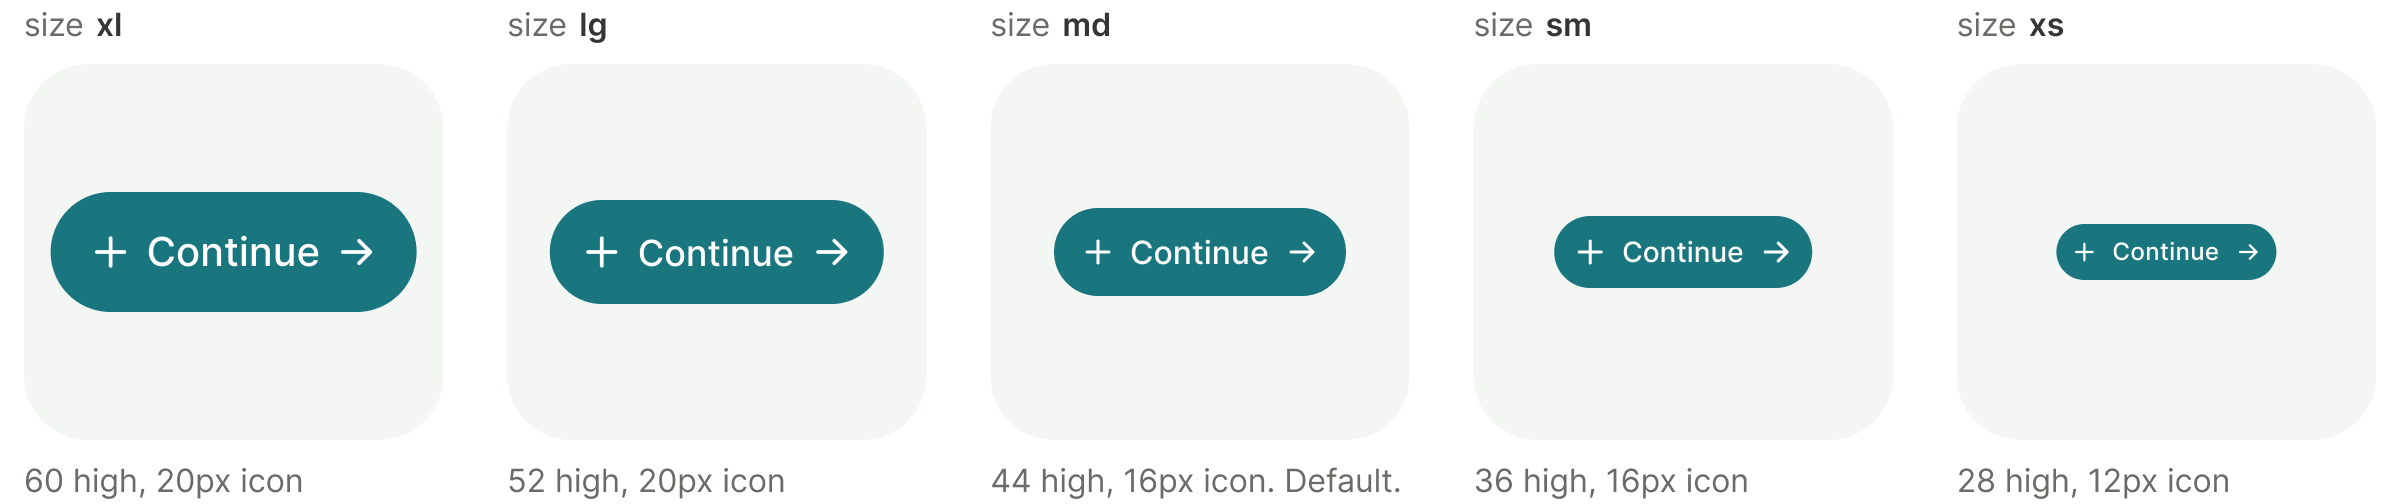 size xl
size lg
size md
size sm
size xs
Continue
Continue
Continue
Continue
Continue
60 high, 20px icon
52 high, 20px icon
44 high, 16px icon. Default.
36 high, 16px icon
28 high, 12px icon